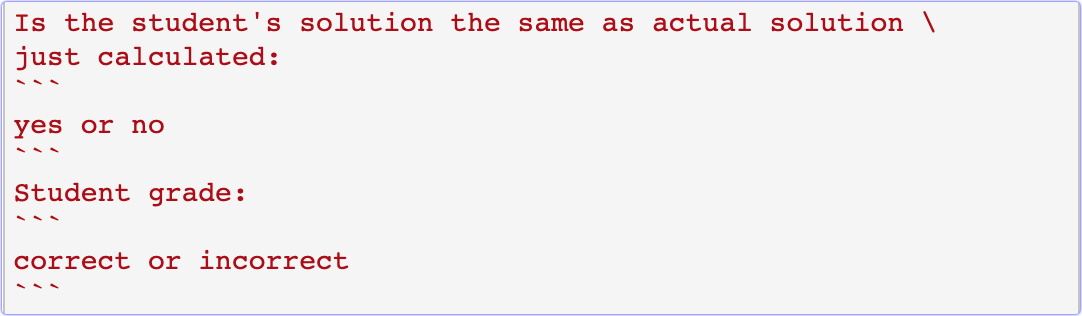 Is the student's solution the same as actual solution \
just calculated:
```
yes or no
```
Student grade:
```
correct or incorrect
```